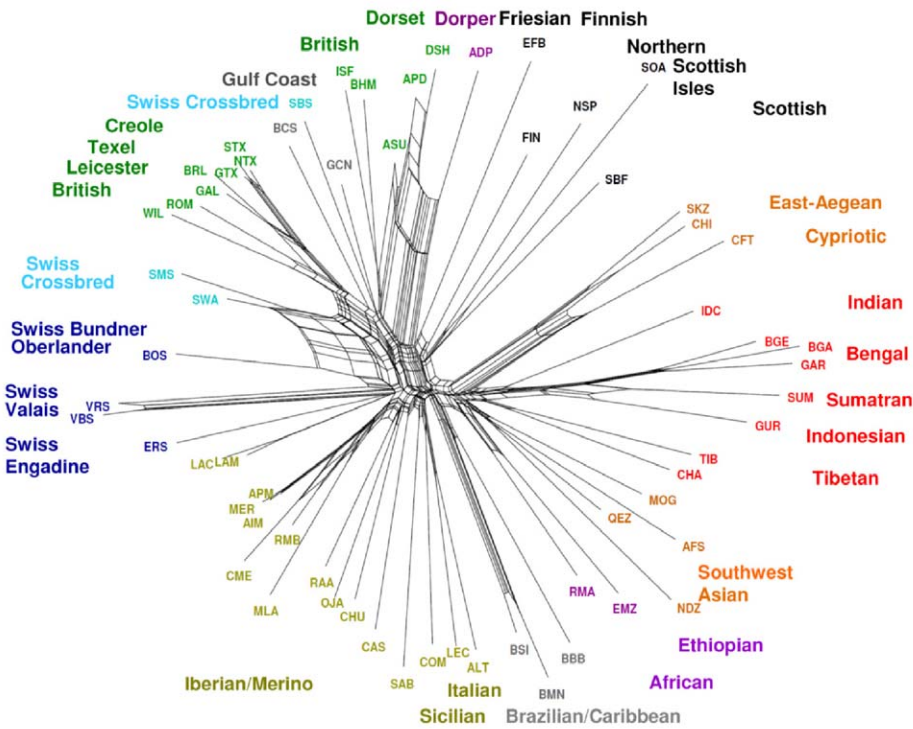 Dorset Dorper Friesian Finnish
British
DSH ADP EFB
Northern
SOA Scottish
Isles
Gulf Coast
ISF
BHM
APD
Swiss Crossbred SBS
NSP
Scottish
Creole
BCS
FIN
Texel
STX
NTX
ASU
Leicester
BRL GTX
GCN
British
GAL
SBF
WIL ROM
SKZ
East-Aegean
CHI
CFT
Cypriotic
Swiss
Crossbred
SMS
SWA
IDC
Indian
Swiss Bundner
Oberlander
BOS
BGE
BGA
GAR
Bengal
Swiss
Valais
VRS
VBS
SUM
Sumatran
GUR
Indonesian
Swiss
Engadine
ERS
LAC LAM
TIB
CHA
Tibetan
APM
MER
AIM
MOG
QEZ
RMB
AFS
CME
RAA
Southwest
Asian
MLA
OJA
CHU
RMA
EMZ
NDZ
CAS
Ethiopian
SAB
COM
LEC
ALT
BSI
BBB
BMN
African
Iberian/Merino
Italian
Sicilian
Brazilian/Caribbean